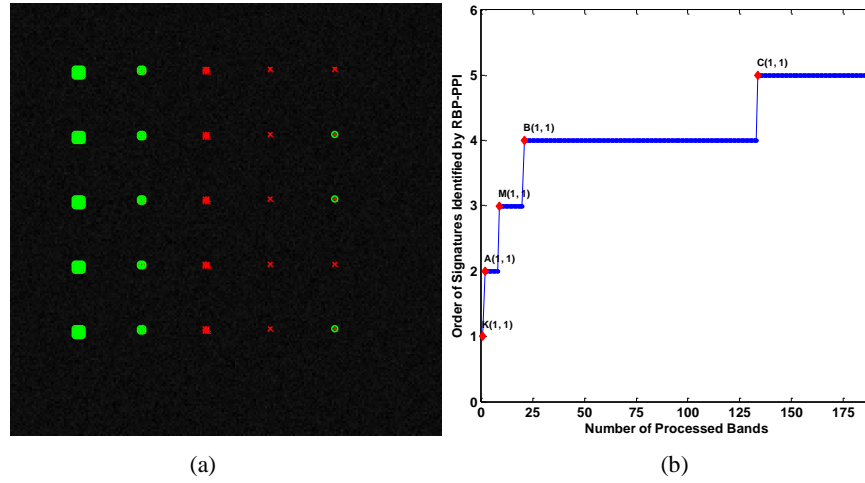 6
C(1, 1)
5
B(1, 1)
4
M(1, 1)
3
A(1, 1)
2
K(1, 1)
1
0
0 25 50 75 100 125 150 175
Order of Signatures Identified by RBP-PPI
Number of Processed Bands
(a) (b)